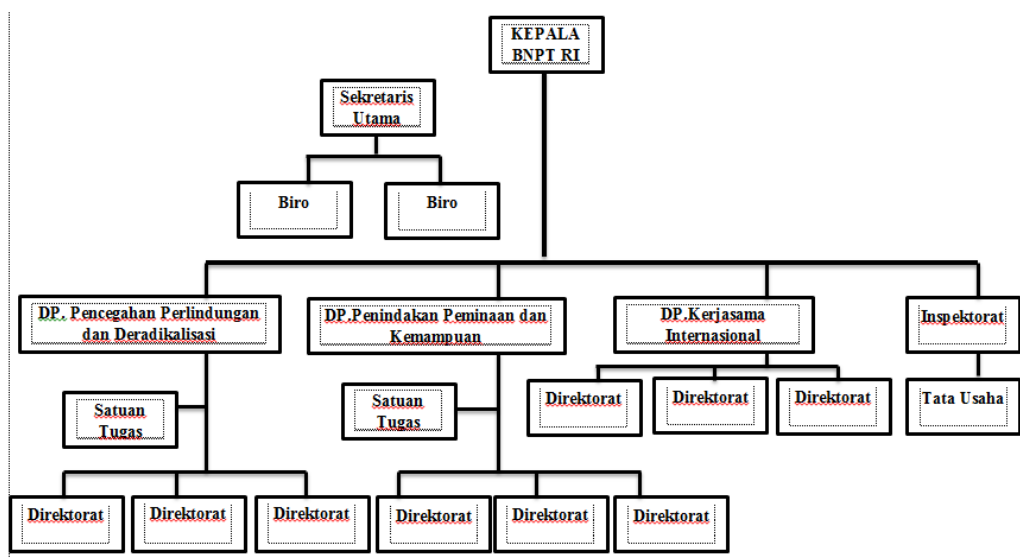 KEPALA
BNPT RI
Sekretaris
Utama
Biro
Biro
DP. Pencegahan Perlindungan
dan Deradikalisasi
DP.Penindakan Peminaan dan
Kemampuan
DP.Kerjasama
Internasional
Inspektorat
Satuan
Tugas
Satuan
Tugas
Direktorat
Direktorat
Direktorat
Tata Usaha
Direktorat
Direktorat
Direktorat
Direktorat
Direktorat
Direktorat